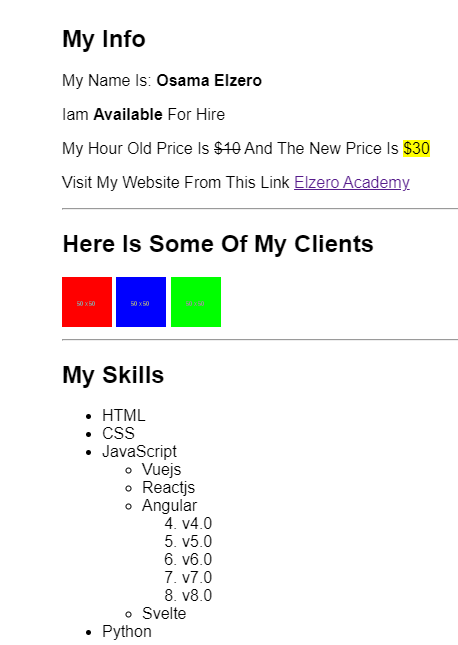 My Info
My Name Is: Osama Elzero
Iam Available For Hire
My Hour Old Price Is $10 And The New Price Is $30
Visit My Website From This Link Elzero Academy
Here Is Some Of My Clients
50 x 50 50 x 50
My Skills
HTML
CSS
JavaScript
Vuejs
Reactjs
Angular
4. v4.0
5. v5.0
6. v6.0
7. v7.0
8. v8.0
Svelte
Python